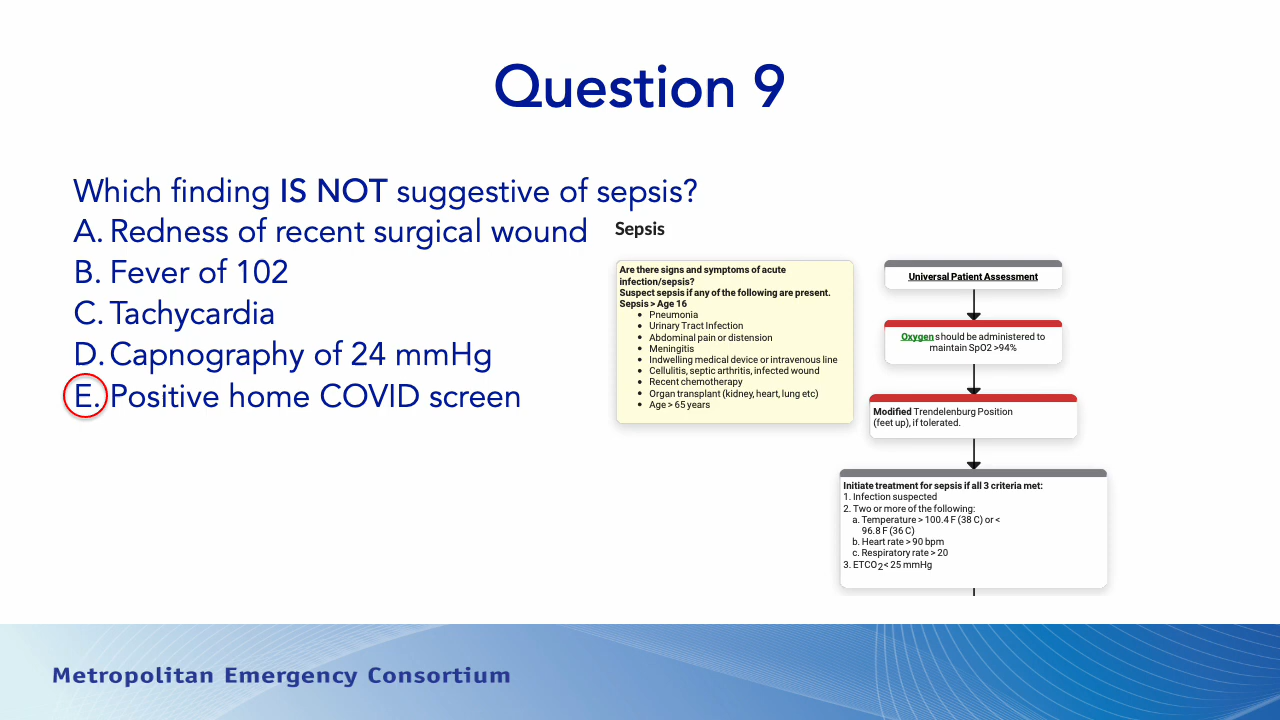 Question 9
Which finding IS NOT suggestive of sepsis?
A. Redness of recent surgical wound
B. Fever of 102
C. Tachycardia
D. Capnography of 24 mmHg
E. Positive home COVID screen
Sepsis
Are there signs and symptoms of acute
infection/sepsis?
Suspect sepsis if any of the following are present.
Sepsis > Age 16
• Pneumonia
• Urinary Tract Infection
• Abdominal pain or distension
• Meningitis
• Indwelling medical device or intravenous line
• Cellulitis, septic arthritis, infected wound
• Recent chemotherapy
• Organ transplant (kidney, heart, lung etc)
• Age > 65 years
Universal Patient Assessment
Oxygen should be administered to
maintain SpO2 >94%
Modified Trendelenburg Position
(feet up), if tolerated.
Initiate treatment for sepsis if all 3 criteria met:
1. Infection suspected
2. Two or more of the following:
a. Temperature > 100.4 F (38 C) or <
96.8 F (36 C)
b. Heart rate > 90 bpm
c. Respiratory rate > 20
3. ETCO2 < 25 mmHg
Metropolitan Emergency Consortium